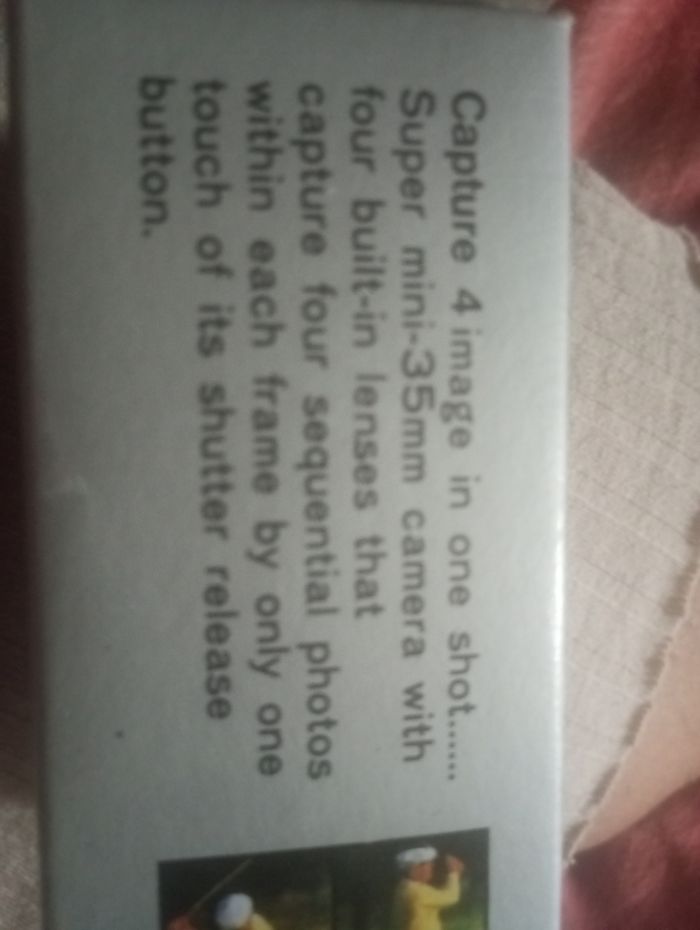 Capture 4 image in one shot......
Super mini-35mm camera with
four built-in lenses that
capture four sequential photos
within each frame by only one
touch of its shutter release
button.